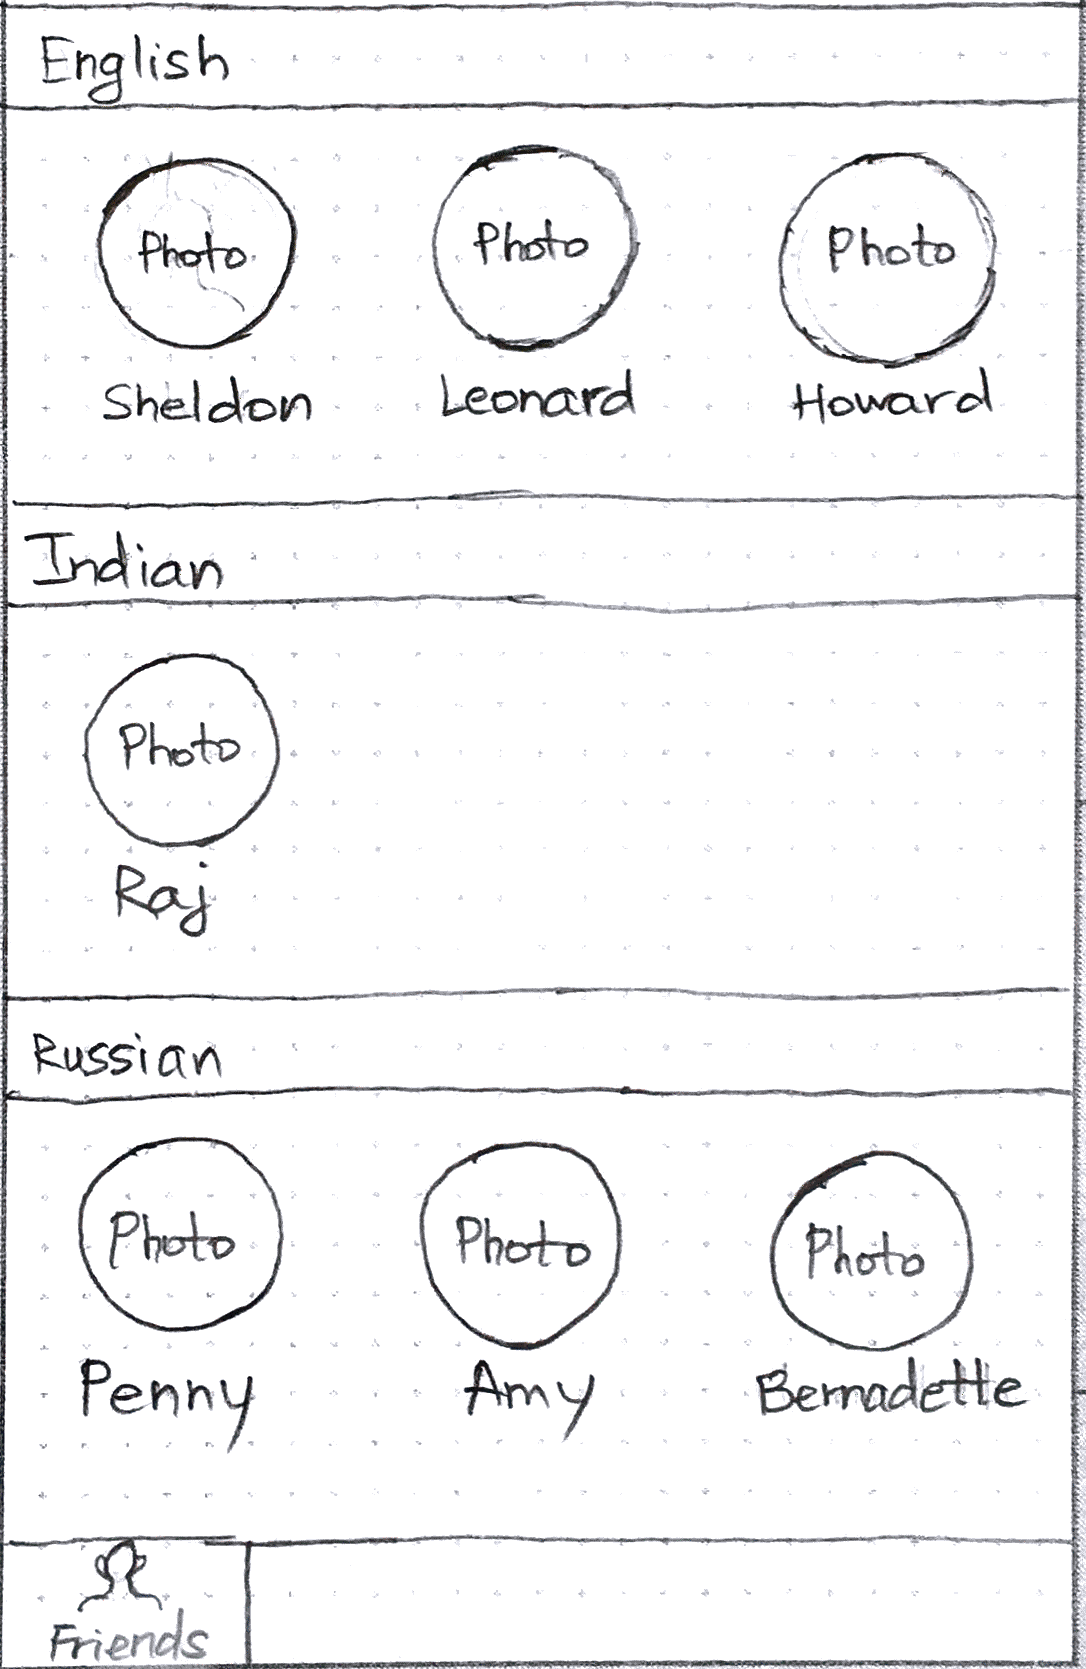 English
Photo Photo Photo
Sheldon Leonard Howard
Indian
Photo
Raj
Russian
Photo Photo Photo
Penny Amy Bernadette
Friends